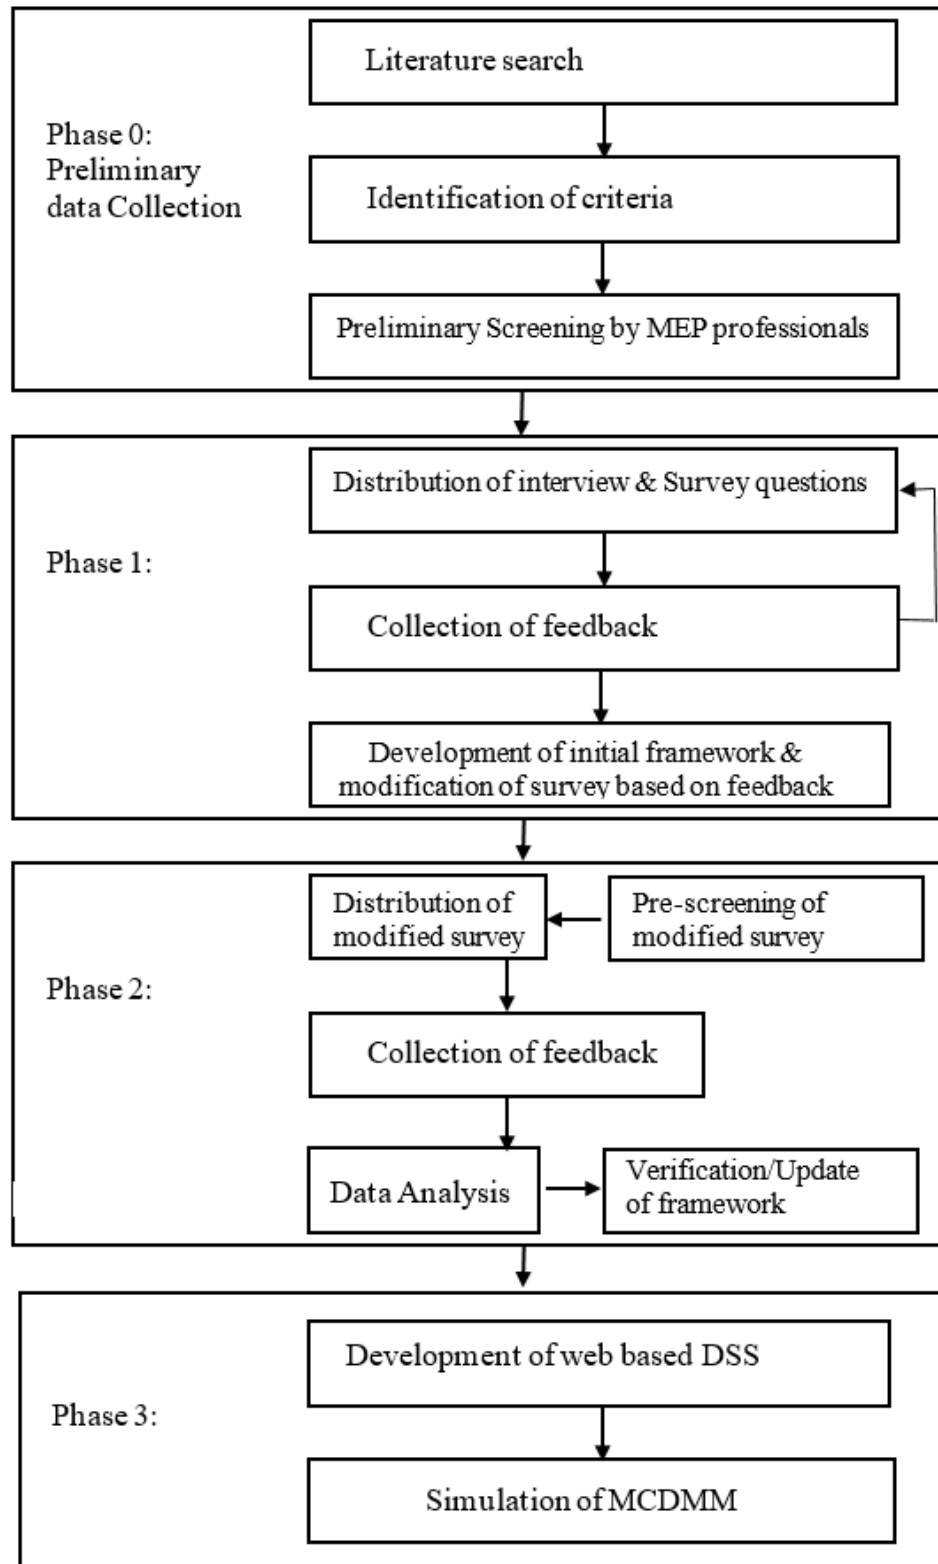 Literature search
Phase 0:
Preliminary
data Collection
Identification of criteria
Preliminary Screening by MEP professionals
Distribution of interview & Survey questions
Phase 1:
Collection of feedback
Development of initial framework &
modification of survey based on feedback
Distribution of
modified survey
Pre-screening of
modified survey
Phase 2:
Collection of feedback
Data Analysis
Verification/Update
of framework
Development of web based DSS
Phase 3:
Simulation of MCDMM